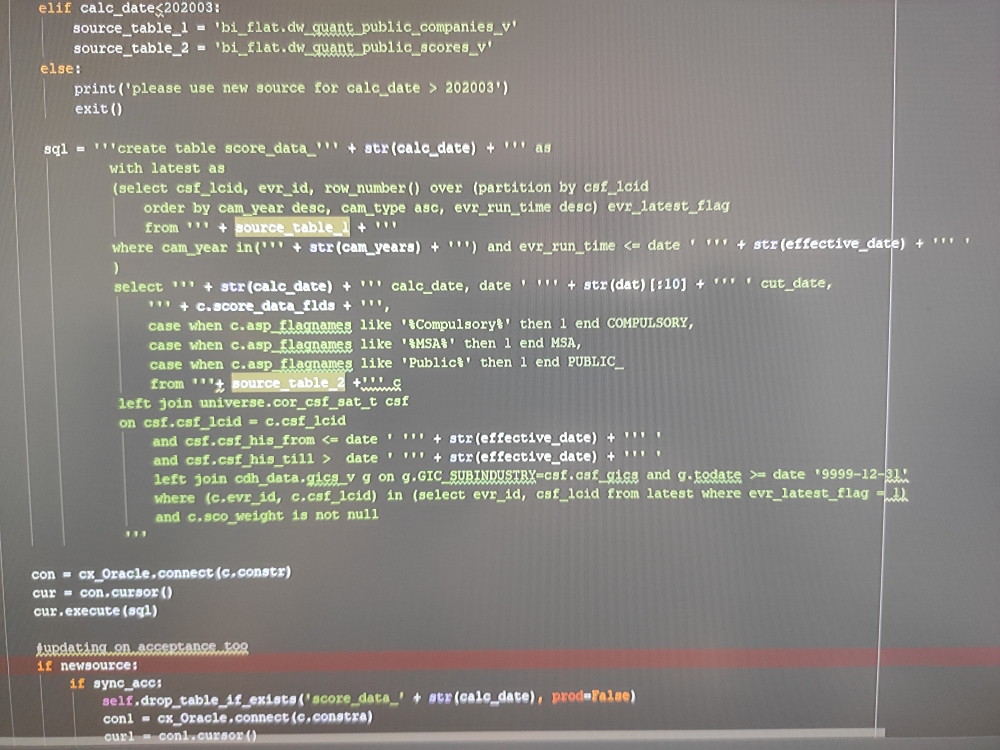 elif calc_date<202003:
source_table_1 = 'bi_flat.dw_quant_public_companies_v'
source_table_2 = 'bi_flat.dw_quant_public_scores_v'
else:
print('please use new source for calc_date > 202003')
exit()
sql = '''create table score_data_''' + str(calc_date) + ''' as
with latest as
(select csf_lcid, evr_id, row_number() over (partition by csf_lcid
order by cam_year desc, cam_type asc, evr_run_time desc) evr_latest_flag
from ''' + source_table_1 + '''
where cam_year in(''' + str(cam_years) + ''') and evr_run_time <= date ' ''' + str(effective_date) + ''' '
)
select ''' + str(calc_date) + ''' calc_date, date ' ''' + str(dat)[:10] + ''' ' cut_date,
''' + c.score_data_flds + ''',
case when c.asp_flagnames like '%Compulsory%' then 1 end COMPULSORY,
case when c.asp_flagnames like '%MSA%' then 1 end MSA,
case when c.asp_flagnames like 'Public%' then 1 end PUBLIC_
from '''+ source_table_2 +''' c
left join universe.cor_csf_sat_t csf
on csf.csf_lcid = c.csf_lcid
and csf.csf_his_from <= date ' ''' + str(effective_date) + ''' '
and csf.csf_his_till > date ' ''' + str(effective_date) + ''' '
left join cdh_data.gics_v g on g.GIC_SUBINDUSTRY=csf.csf_gics and g.todate >= date '9999-12-31'
where (c.evr_id, c.csf_lcid) in (select evr_id, csf_lcid from latest where evr_latest_flag = 1)
and c.sco_weight is not null
'''
con = cx_Oracle.connect(c.constr)
cur = con.cursor()
cur.execute(sql)
#updating on acceptance too
if newsource:
if sync_acc:
self.drop_table_if_exists('score_data_' + str(calc_date), prod=False)
con1 = cx_Oracle.connect(c.constra)
cur1 = con1.cursor()